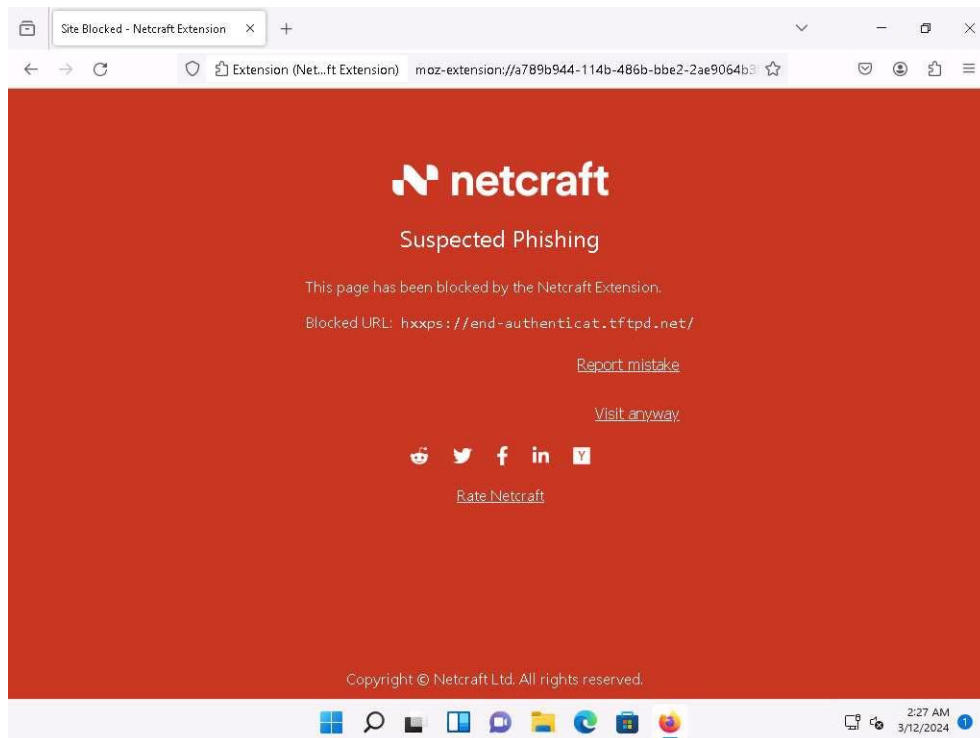 Site Blocked - Netcraft Extension
Extension (Net...ft Extension) moz-extension://a789b944-114b-486b-bbe2-2ae9064b3
netcraft
Suspected Phishing
This page has been blocked by the Netcraft Extension.
Blocked URL: hxxps://end-authenticat.tftpd.net/
Report mistake
Visit anyway
Rate Netcraft
Copyright © Netcraft Ltd. All rights reserved.
2:27 AM
3/12/2024
1